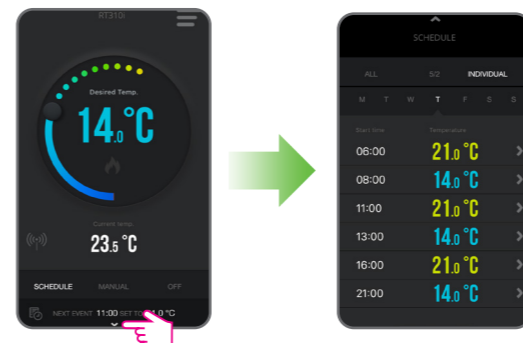 RT310i
Desired Temp.
14.0 °C
Current temp.
23.5 °C
SCHEDULE MANUAL OFF
NEXT EVENT 11:00 SET TO 21.0 °C
SCHEDULE
ALL 5/2 INDIVIDUAL
M T W T F S S
Start time Temperature
06:00 21.0 °C
08:00 14.0 °C
11:00 21.0 °C
13:00 14.0 °C
16:00 21.0 °C
21:00 14.0 °C